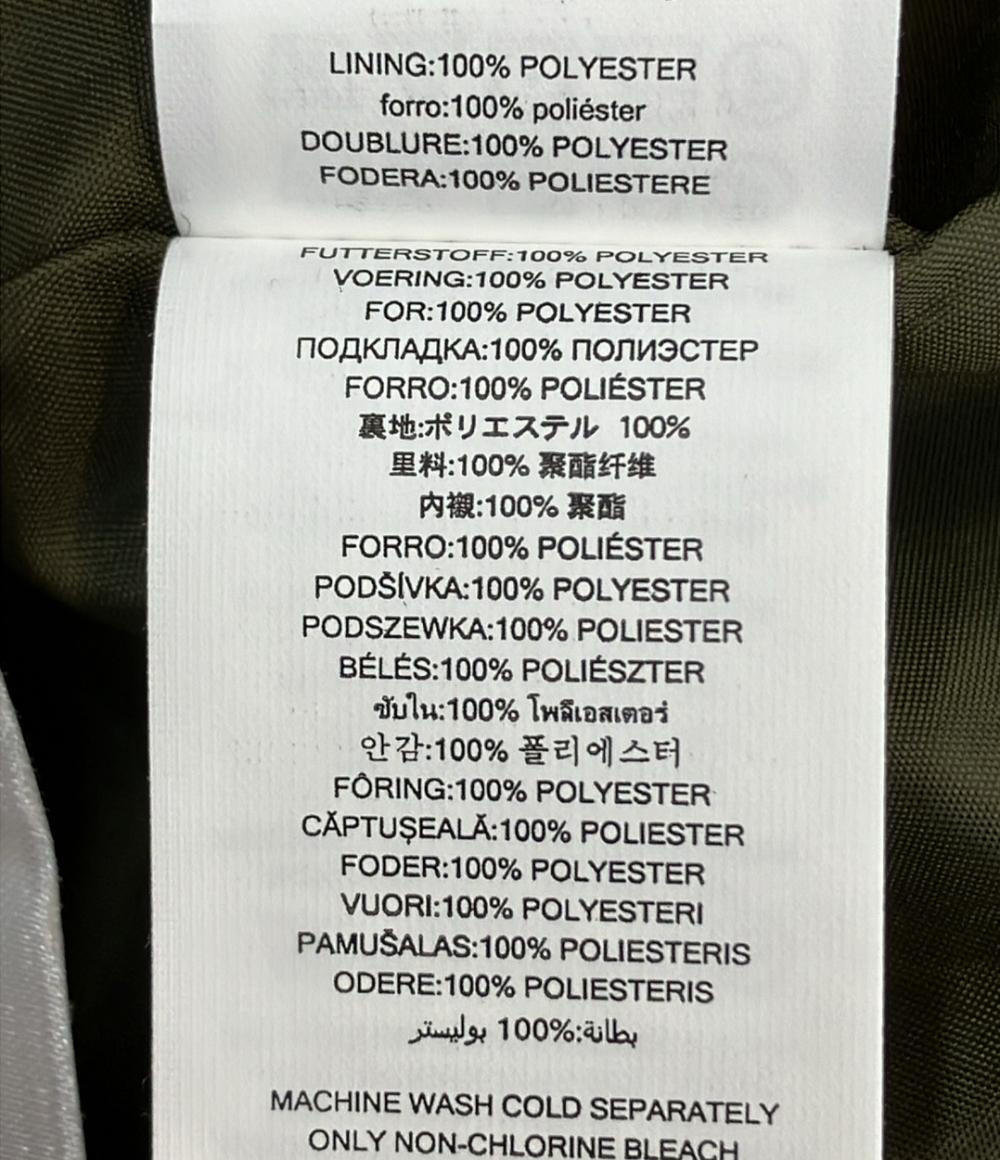 LINING:100% POLYESTER
forro:100% poliéster
DOUBLURE:100% POLYESTER
FODERA:100% POLIESTERE
FUTTERSTOFF:100% POLYESTER
VOERING:100% POLYESTER
FOR:100% POLYESTER
ПОДКЛАДКА:100% ПОЛИЭСТЕР
FORRO:100% POLIÉSTER
裏地:ポリエステル 100%
里料:100% 聚酯纤维
内襯:100% 聚酯
FORRO:100% POLIÉSTER
PODŠÍVKA:100% POLYESTER
PODSZEWKA:100% POLIESTER
BÉLÉS:100% POLIÉSZTER
ซับใน:100% โพลีเอสเตอร์
안감:100% 폴리에스터
FÔRING:100% POLYESTER
CĂPTUȘEALĂ:100% POLIESTER
FODER:100% POLYESTER
VUORI:100% POLYESTERI
PAMUŠALAS:100% POLIESTERIS
ODERE:100% POLIESTERIS
بطانة:%100 بوليستر
MACHINE WASH COLD SEPARATELY
ONLY NON-CHLORINE BLEACH